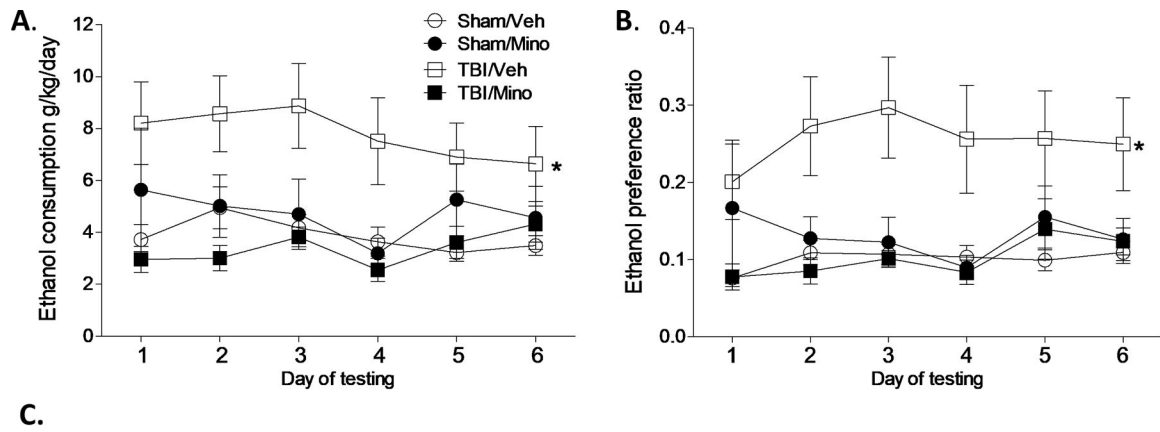 A.
Ethanol consumption g/kg/day
12
10
8
6
4
2
0
Sham/Veh
Sham/Mino
TBI/Veh
TBI/Mino
*
1 2 3 4 5 6
Day of testing
B.
Ethanol preference ratio
0.4
0.3
0.2
0.1
0.0
*
1 2 3 4 5 6
Day of testing
C.